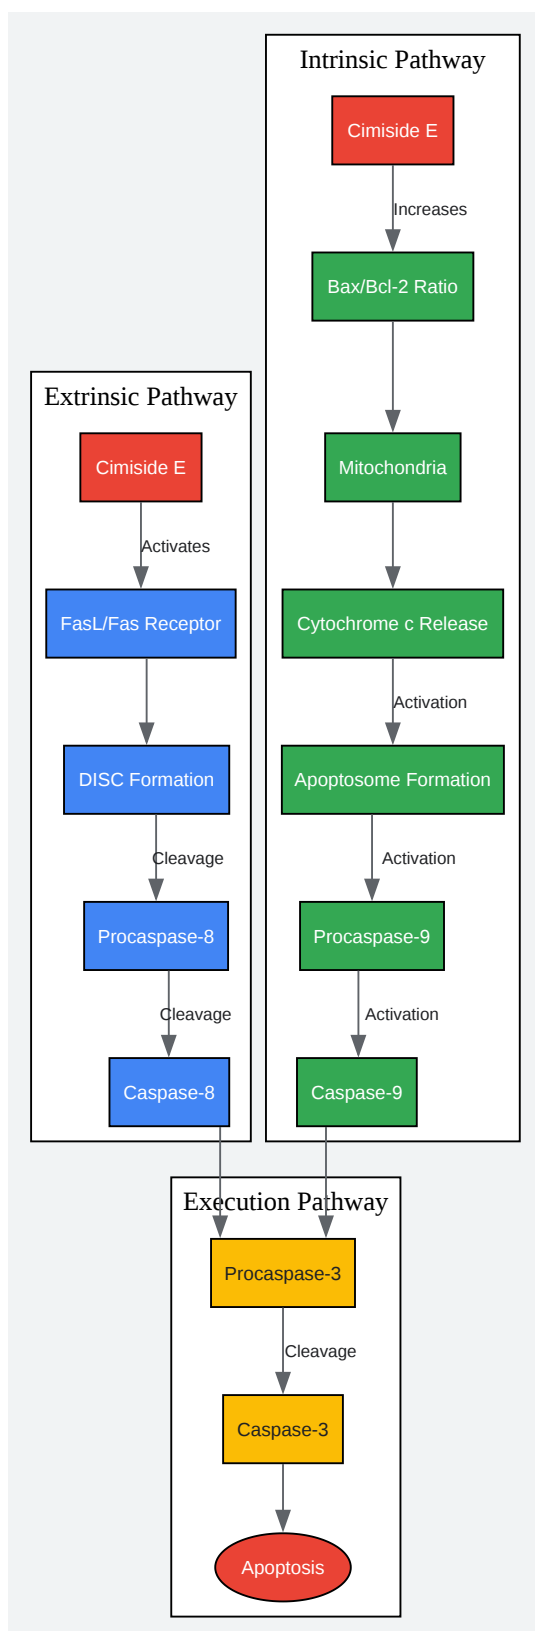 Intrinsic Pathway
Cimiside E
Increases
Bax/Bcl-2 Ratio
Mitochondria
Cytochrome c Release
Activation
Apoptosome Formation
Activation
Procaspase-9
Activation
Caspase-9
Extrinsic Pathway
Cimiside E
Activates
FasL/Fas Receptor
DISC Formation
Cleavage
Procaspase-8
Cleavage
Caspase-8
Execution Pathway
Procaspase-3
Cleavage
Caspase-3
Apoptosis